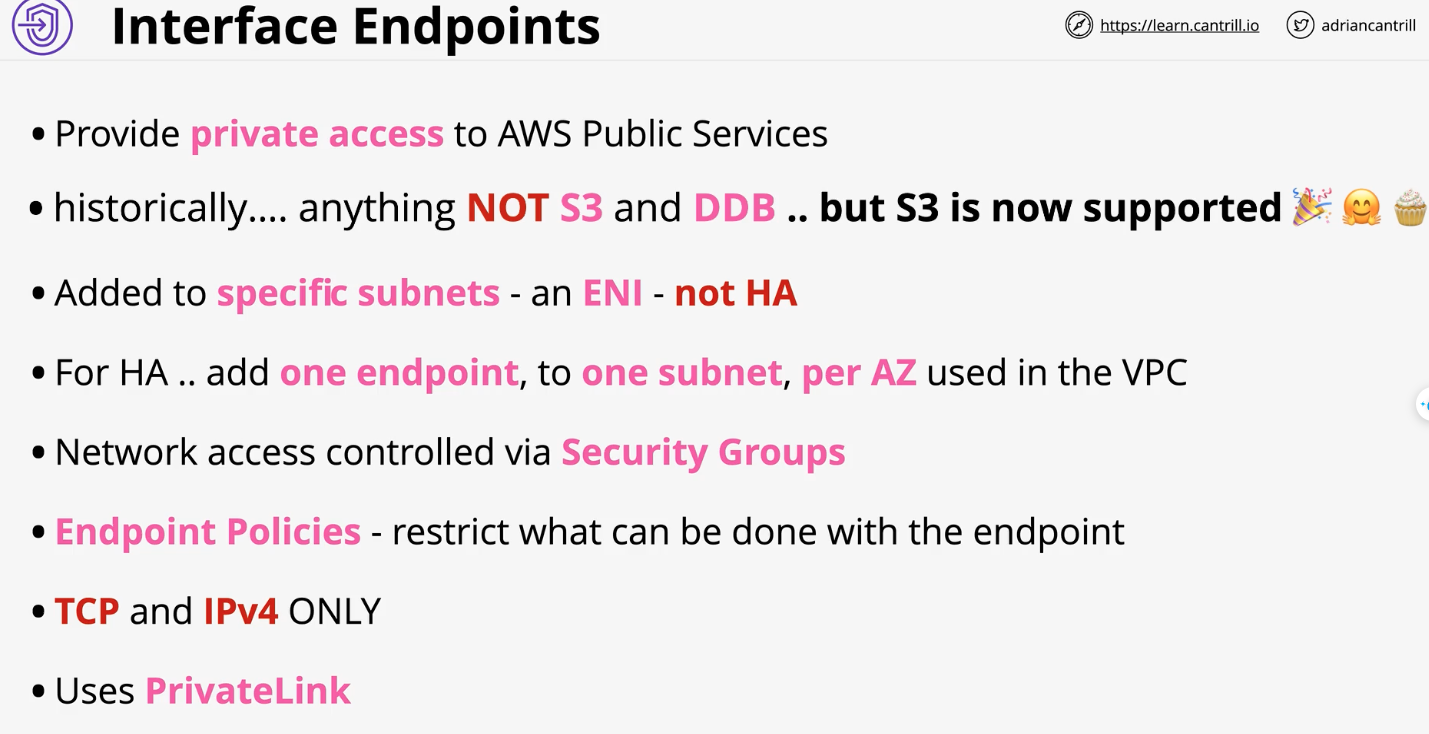 Interface Endpoints
https://learn.cantrill.io
adriancantrill
• Provide private access to AWS Public Services
• historically.... anything NOT S3 and DDB .. but S3 is now supported 🎉 🤗 🧁
• Added to specific subnets - an ENI - not HA
• For HA .. add one endpoint, to one subnet, per AZ used in the VPC
• Network access controlled via Security Groups
• Endpoint Policies - restrict what can be done with the endpoint
• TCP and IPv4 ONLY
• Uses PrivateLink